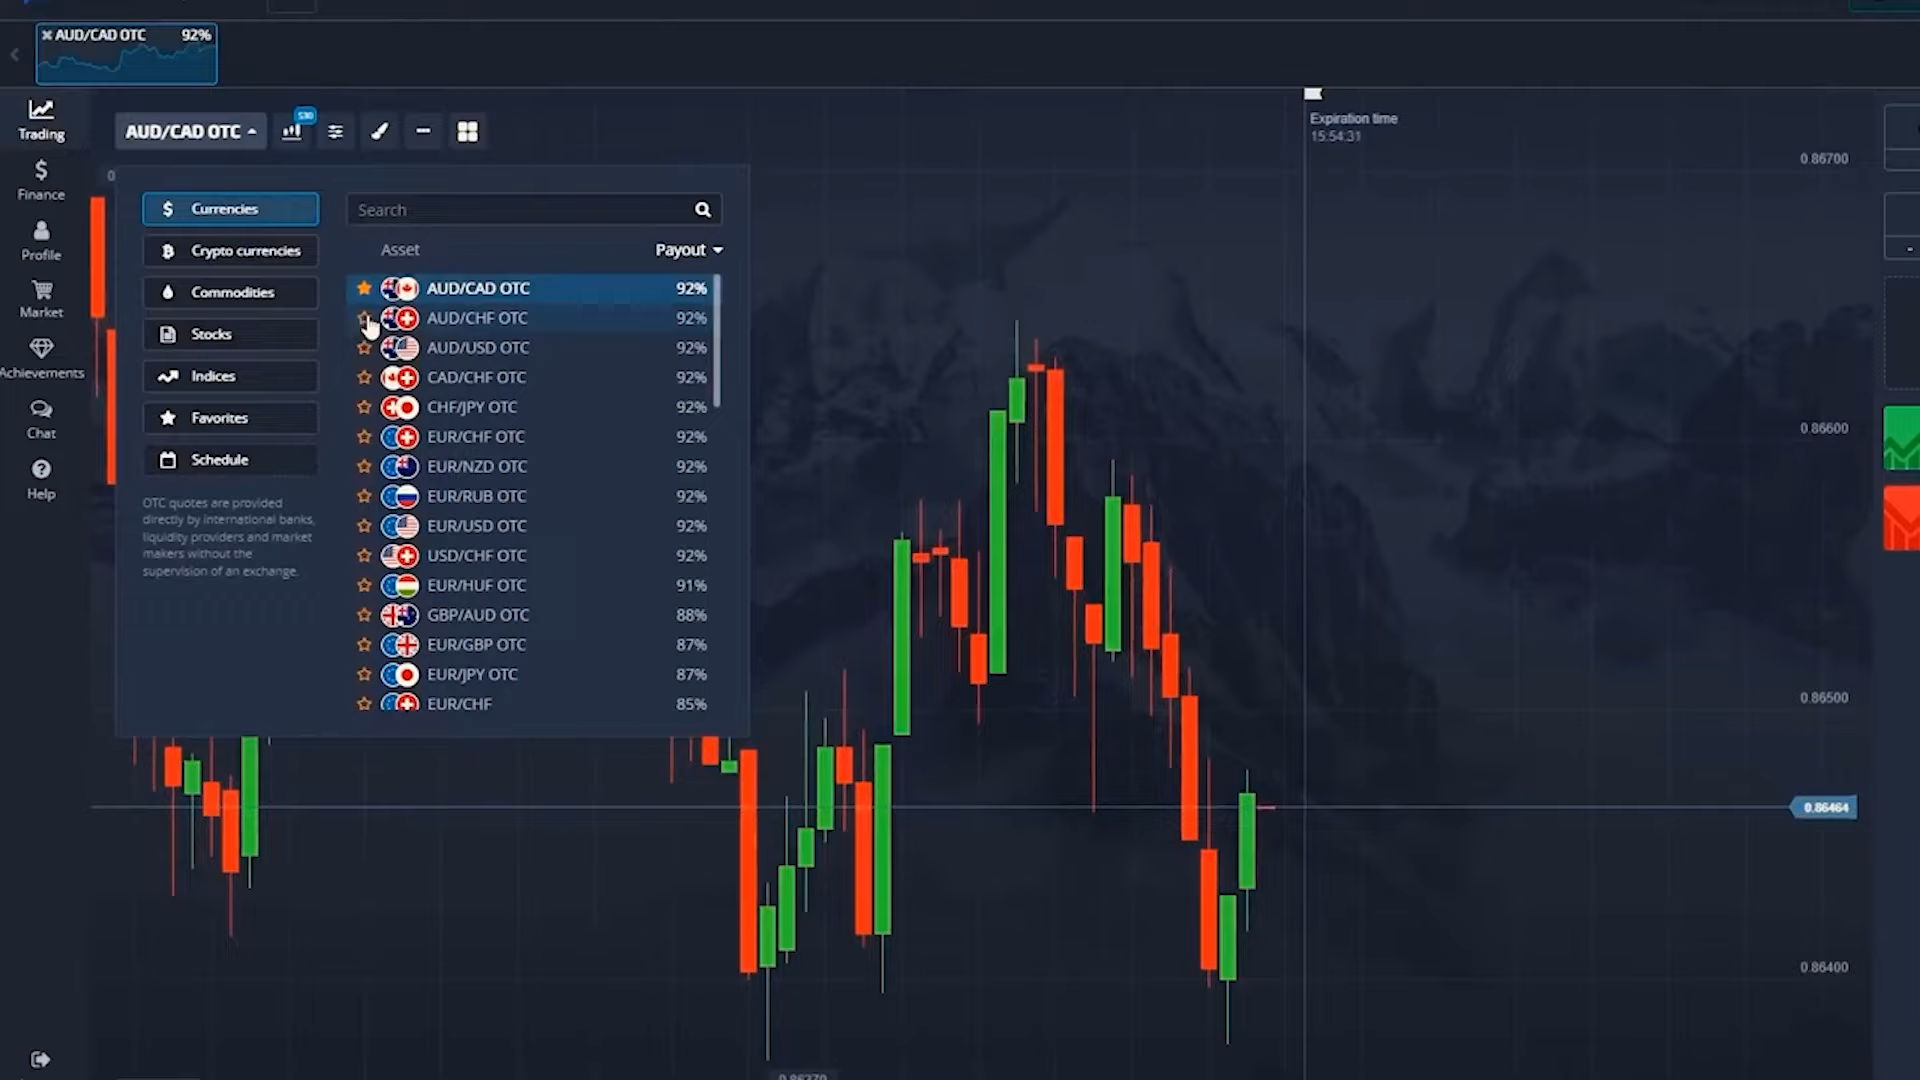 AUD/CAD OTC 92%
Trading
AUD/CAD OTC
S30
Expiration time
15:54:31
0.86700
Finance
Profile
Market
Achievements
Chat
Help
Currencies
Crypto currencies
Commodities
Stocks
Indices
Favorites
Schedule
OTC quotes are provided
directly by international banks,
liquidity providers and market
makers without the
supervision of an exchange.
Search
Asset Payout
AUD/CAD OTC 92%
AUD/CHF OTC 92%
AUD/USD OTC 92%
CAD/CHF OTC 92%
CHF/JPY OTC 92%
EUR/CHF OTC 92%
EUR/NZD OTC 92%
EUR/RUB OTC 92%
EUR/USD OTC 92%
USD/CHF OTC 92%
EUR/HUF OTC 91%
GBP/AUD OTC 88%
EUR/GBP OTC 87%
EUR/JPY OTC 87%
EUR/CHF 85%
0.86600
0.86500
0.86464
0.86400